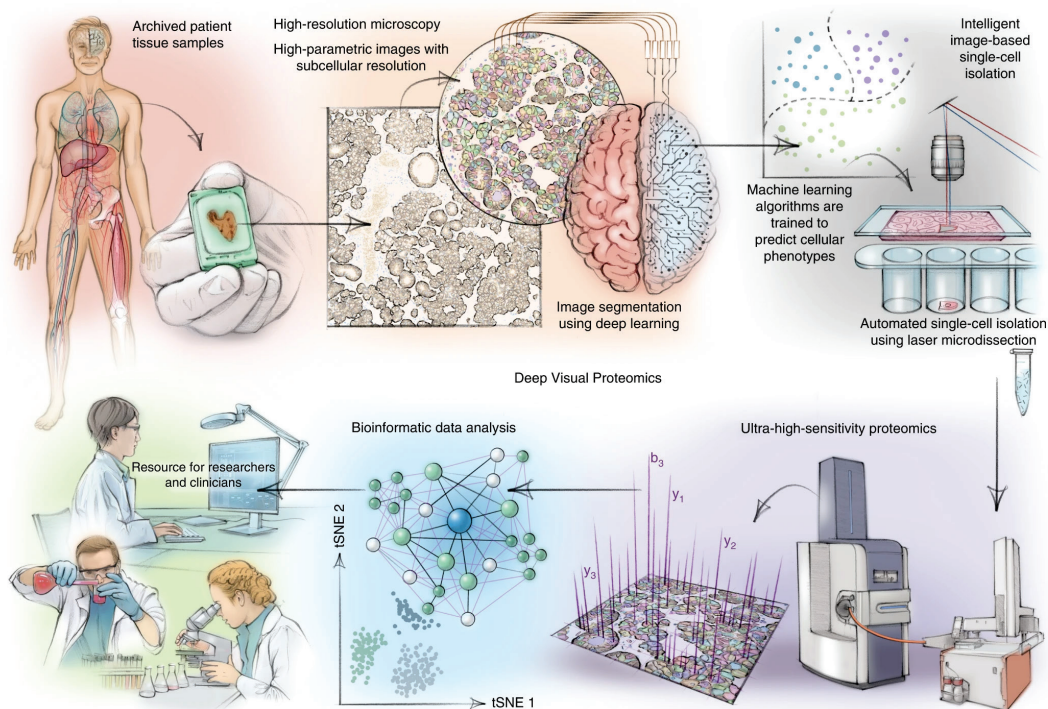 Archived patient
tissue samples
High-resolution microscopy
High-parametric images with
subcellular resolution
Image segmentation
using deep learning
Intelligent
image-based
single-cell
isolation
Machine learning
algorithms are
trained to
predict cellular
phenotypes
Automated single-cell isolation
using laser microdissection
Deep Visual Proteomics
Ultra-high-sensitivity proteomics
b3
y1
y2
y3
Bioinformatic data analysis
tSNE 2
tSNE 1
Resource for researchers
and clinicians